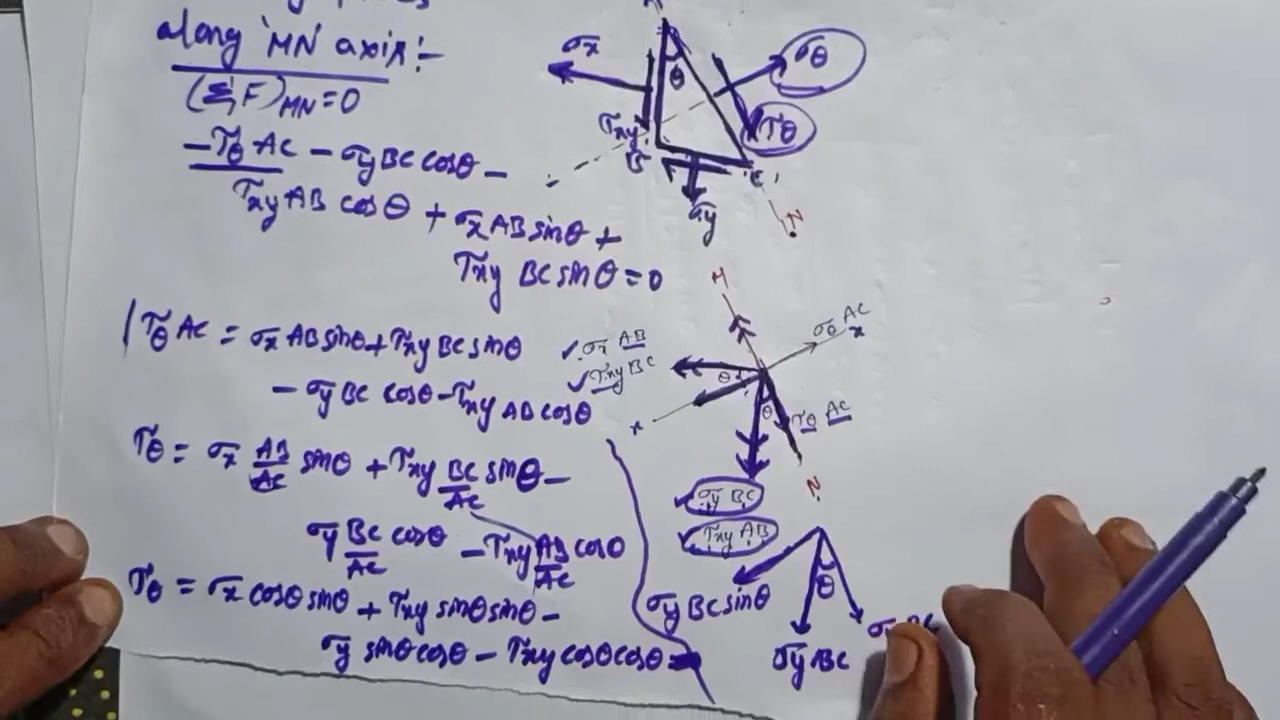 along 'MN' axis:-
(ΣF)MN=0
-τθ AC - σy BC cosθ -
τxy AB cosθ + σx AB sinθ +
τxy BC sinθ = 0
τθ AC = σx AB sinθ + τxy BC sinθ
- σy BC cosθ - τxy AB cosθ
τθ = σx AB/AC sinθ + τxy BC/AC sinθ -
σy BC/AC cosθ - τxy AB/AC cosθ
τθ = σx cosθ sinθ + τxy sinθ sinθ -
σy sinθ cosθ - τxy cosθ cosθ
σx
θ
σθ
τxy
τθ
B
C
σy
N
M
σθ AC
x
✓ σx AB
✓ τxy BC
θ
θ
τθ AC
x
N
✓ σy BC
✓ τxy AB
θ
σy BC sinθ
σy BC